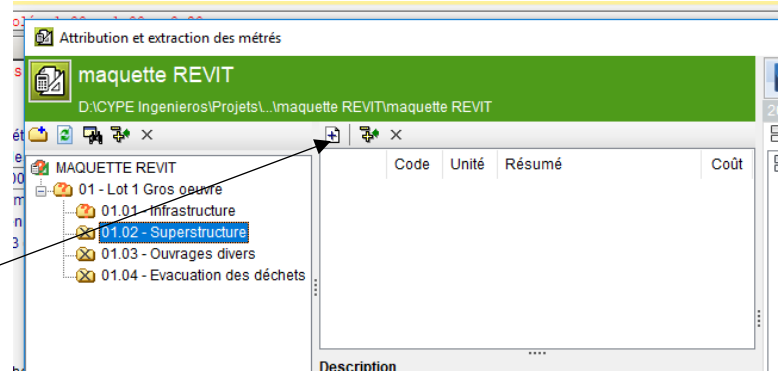 Attribution et extraction des métrés
maquette REVIT
D:\CYPE Ingenieros\Projets\...\maquette REVIT\maquette REVIT
MAQUETTE REVIT
01 - Lot 1 Gros oeuvre
01.01 - Infrastructure
01.02 - Superstructure
01.03 - Ouvrages divers
01.04 - Evacuation des déchets
Code Unité Résumé Coût
Description